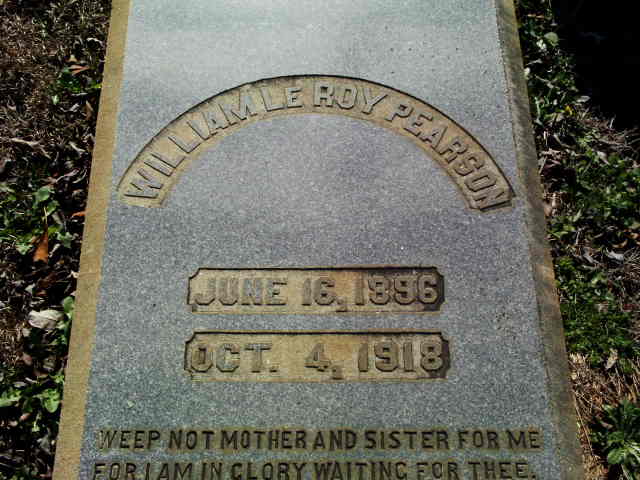 WILLIAM LE ROY PEARSON
JUNE 16, 1896
OCT. 4, 1918
WEEP NOT MOTHER AND SISTER FOR ME
FOR I AM IN GLORY WAITING FOR THEE.